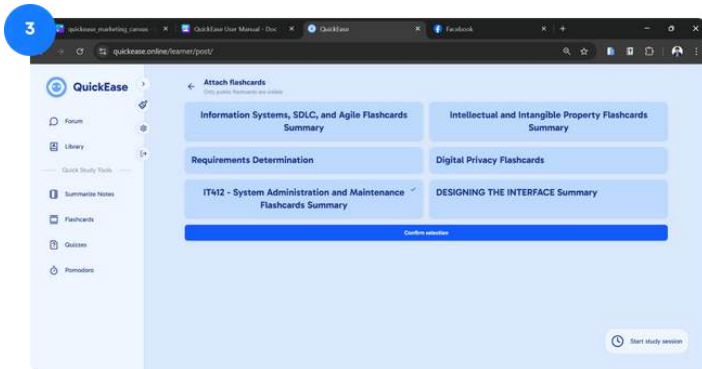 3
quickease_marketing_canvas
QuickEase User Manual - Doc
QuickEase
Facebook
quickease.online/learner/post/
QuickEase
Attach flashcards
Only public flashcards are visible
Forum
Library
Quick Study Tools
Summarize Notes
Flashcards
Quizzes
Pomodoro
Information Systems, SDLC, and Agile Flashcards
Summary
Intellectual and Intangible Property Flashcards
Summary
Requirements Determination
Digital Privacy Flashcards
IT412 - System Administration and Maintenance
Flashcards Summary
DESIGNING THE INTERFACE Summary
Confirm selection
Start study session